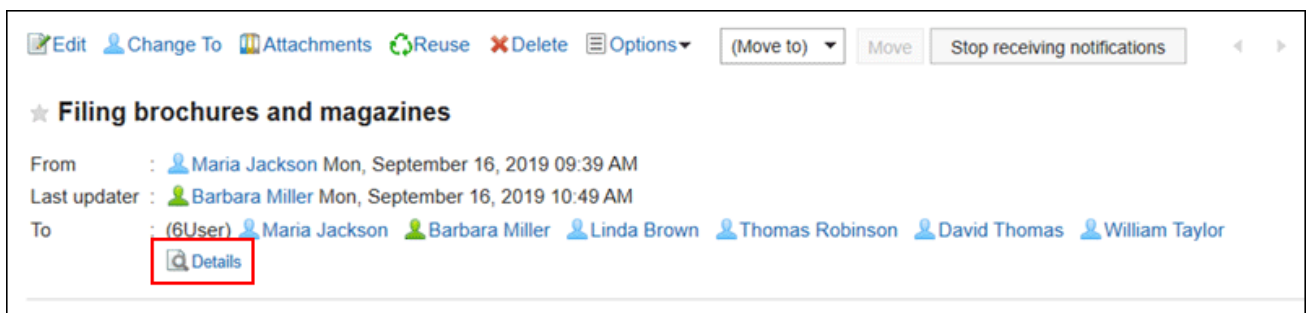 Edit Change To Attachments Reuse Delete Options (Move to) Move Stop receiving notifications
Filing brochures and magazines
From : Maria Jackson Mon, September 16, 2019 09:39 AM
Last updater : Barbara Miller Mon, September 16, 2019 10:49 AM
To : (6User) Maria Jackson Barbara Miller Linda Brown Thomas Robinson David Thomas William Taylor
Details